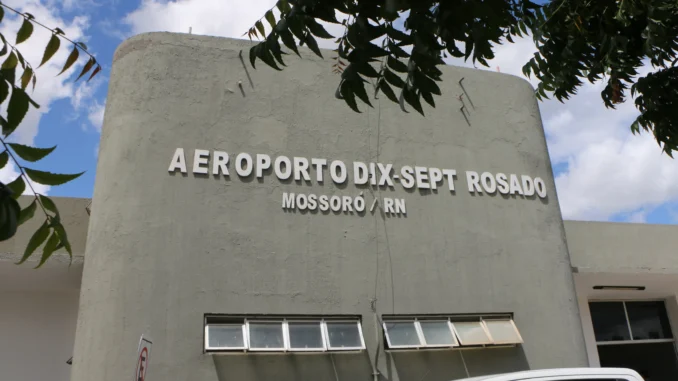 AEROPORTO DIX-SEPT ROSADO
MOSSORÓ / RN